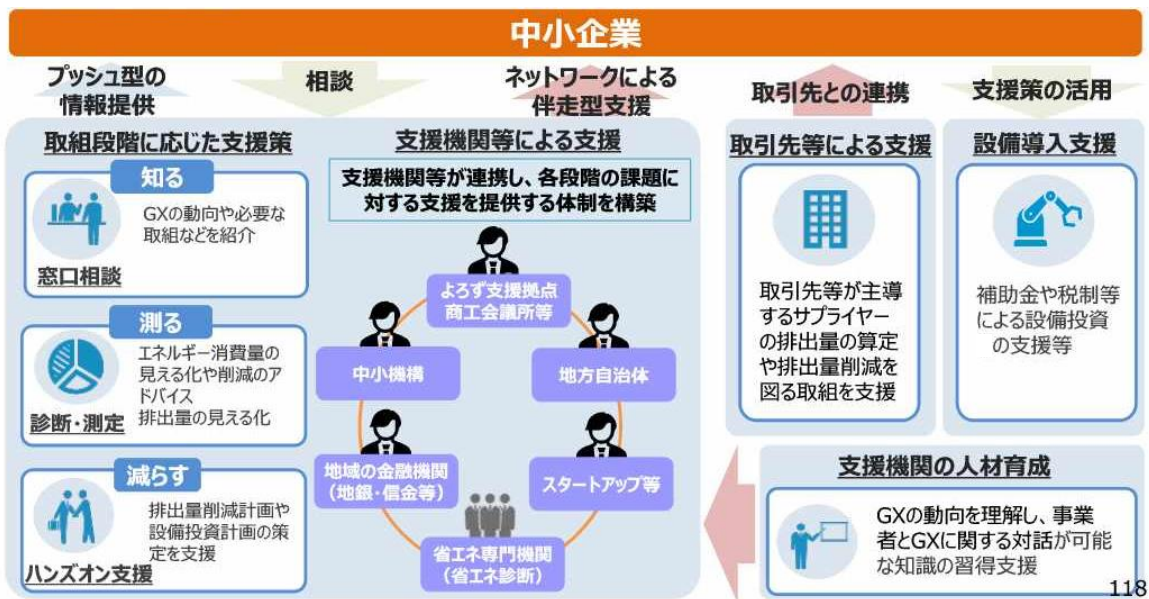 中小企業
プッシュ型の
情報提供
相談
ネットワークによる
伴走型支援
取引先との連携
支援策の活用
取組段階に応じた支援策
知る
GXの動向や必要な
取組などを紹介
窓口相談
測る
エネルギー消費量の
見える化や削減のア
ドバイス
排出量の見える化
診断・測定
減らす
排出量削減計画や
設備投資計画の策
定を支援
ハンズオン支援
支援機関等による支援
支援機関等が連携し、各段階の課題に
対する支援を提供する体制を構築
よろず支援拠点
商工会議所等
中小機構
地方自治体
地域の金融機関
（地銀・信金等）
スタートアップ等
省エネ専門機関
（省エネ診断）
取引先等による支援
取引先等が主導
するサプライヤー
の排出量の算定
や排出量削減を
図る取組を支援
設備導入支援
補助金や税制等
による設備投資
の支援等
支援機関の人材育成
GXの動向を理解し、事業
者とGXに関する対話が可能
な知識の習得支援
118